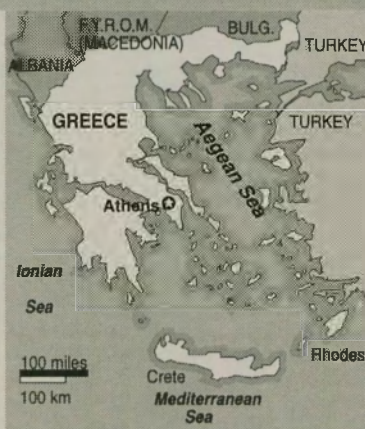 F.Y.R.O.M.
(MACEDONIA)
BULG.
TURKEY
ALBANIA
GREECE
TURKEY
Aegean Sea
Athens
Ionian
Sea
100 miles
100 km
Rhodes
Crete
Mediterranean
Sea